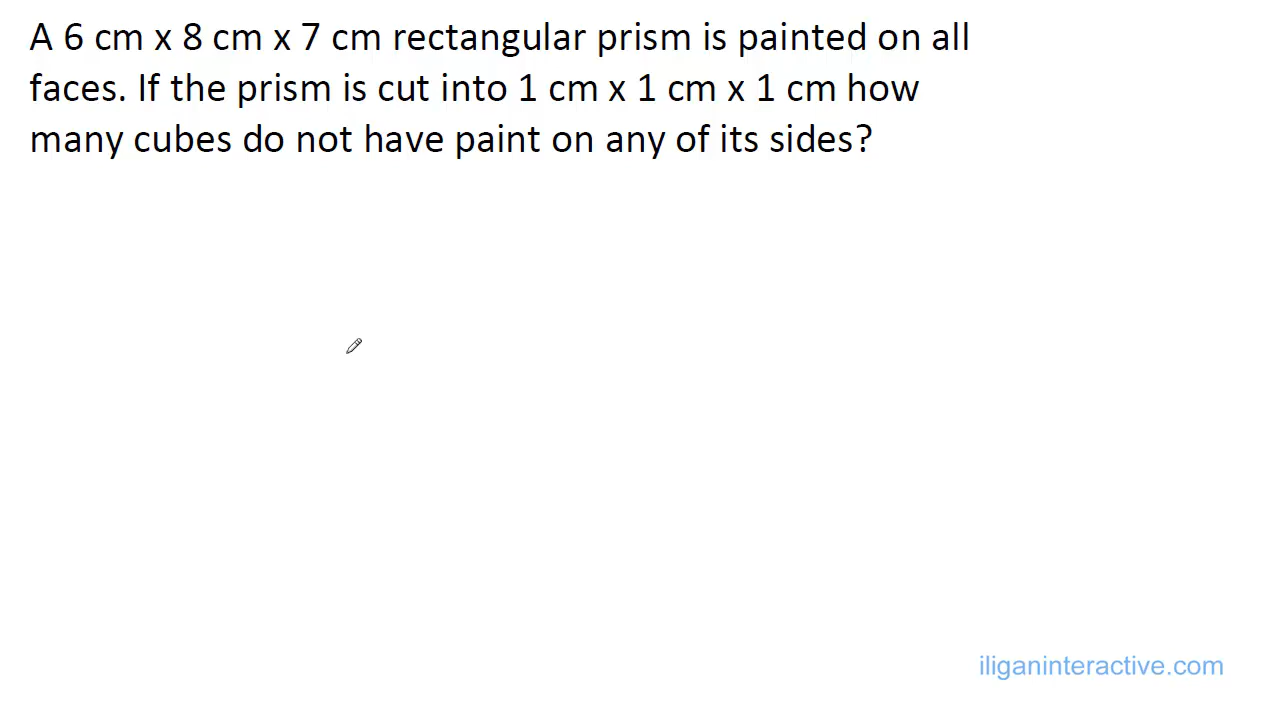 A 6 cm x 8 cm x 7 cm rectangular prism is painted on all
faces. If the prism is cut into 1 cm x 1 cm x 1 cm how
many cubes do not have paint on any of its sides?
iliganinteractive.com